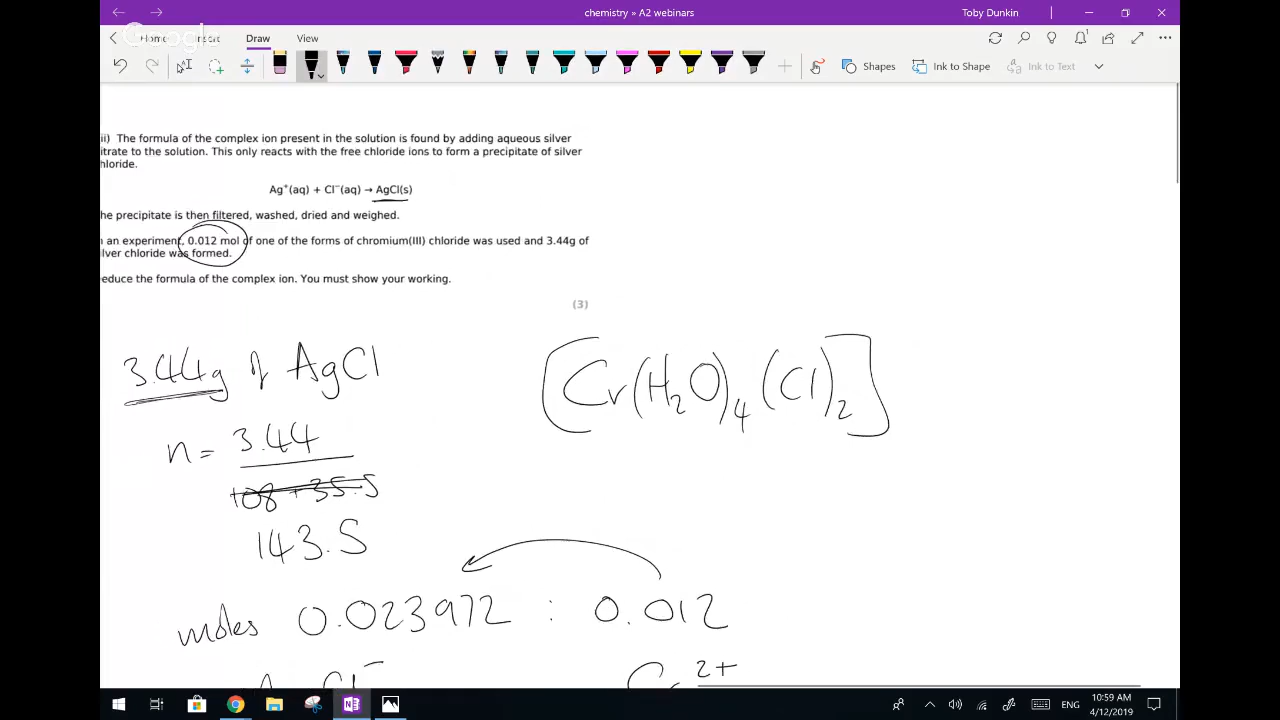 chemistry » A2 webinars
Toby Dunkin
Home Insert Draw View
Shapes
Ink to Shape
Ink to Text
Google
ii) The formula of the complex ion present in the solution is found by adding aqueous silver
itrate to the solution. This only reacts with the free chloride ions to form a precipitate of silver
hloride.
Ag⁺(aq) + Cl⁻(aq) → AgCl(s)
he precipitate is then filtered, washed, dried and weighed.
n an experiment, 0.012 mol of one of the forms of chromium(III) chloride was used and 3.44g of
ilver chloride was formed.
educe the formula of the complex ion. You must show your working.
(3)
3.44g of AgCl
[Cr(H₂O)₄(Cl)₂]
n = 3.44
108 + 35.5
143.5
moles 0.023972 : 0.012
Cl⁻
2+
ENG
10:59 AM
4/12/2019